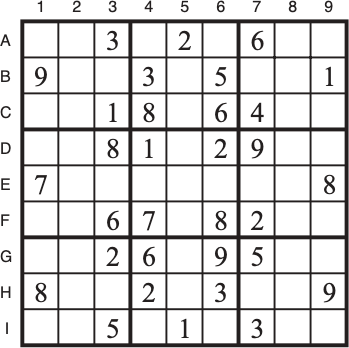 1 2 3 4 5 6 7 8 9
A 3 2 6
B 9 3 5 1
C 1 8 6 4
D 8 1 2 9
E 7 8
F 6 7 8 2
G 2 6 9 5
H 8 2 3 9
I 5 1 3